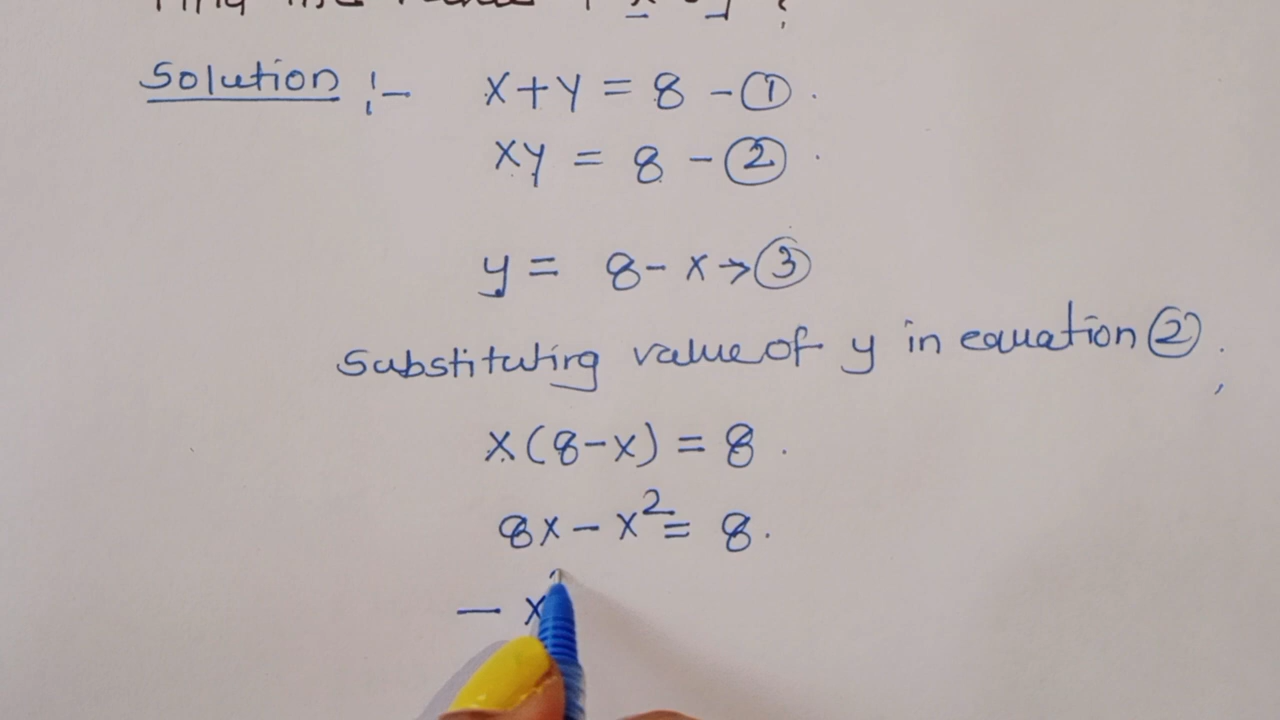 Solution :- x+y = 8 - ①.
xy = 8 - ②.
y = 8 - x → ③
Substituting value of y in equation ②.,
x(8-x) = 8.
8x - x² = 8.
- x